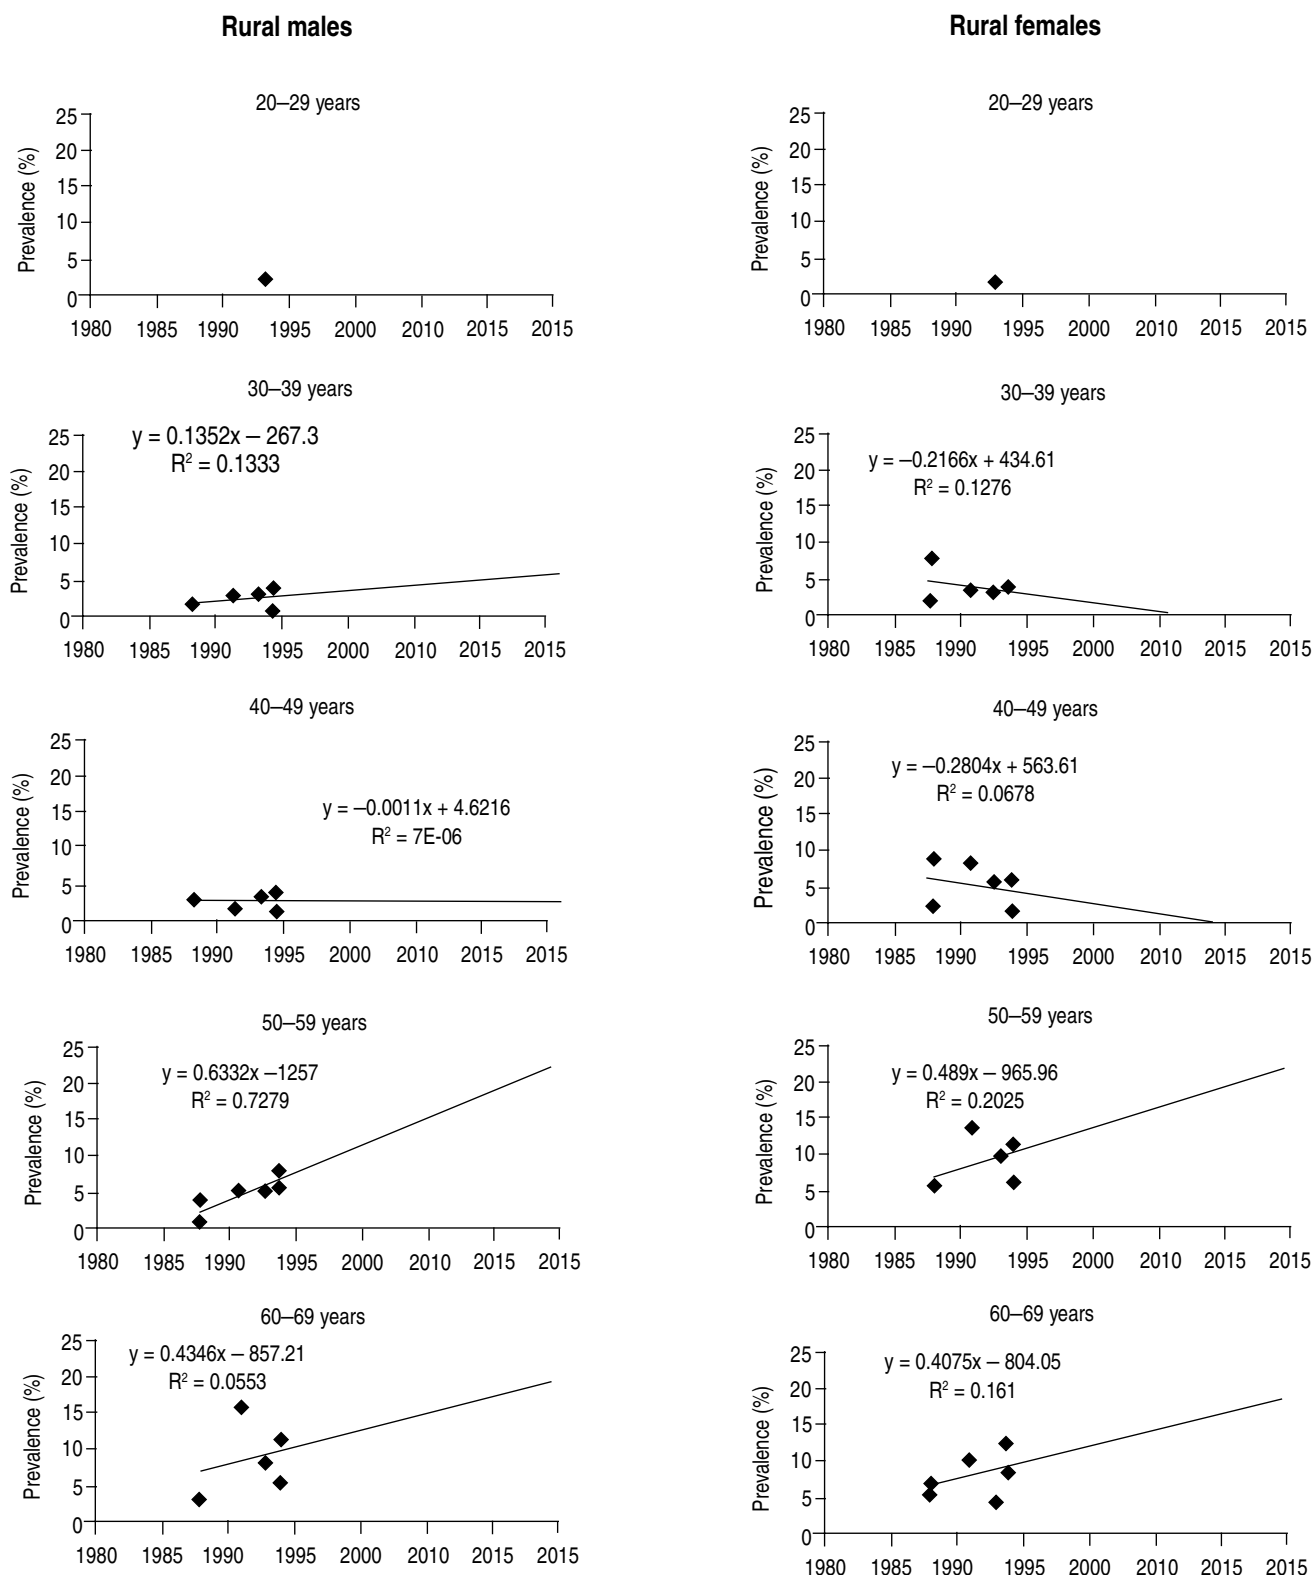 Rural males
20–29 years
Prevalence (%)
25
20
15
10
5
0
1980 1985 1990 1995 2000 2010 2015 2015
30–39 years
y = 0.1352x – 267.3
R² = 0.1333
Prevalence (%)
25
20
15
10
5
0
1980 1985 1990 1995 2000 2010 2015 2015
40–49 years
y = –0.0011x + 4.6216
R² = 7E-06
Prevalence (%)
25
20
15
10
5
0
1980 1985 1990 1995 2000 2010 2015 2015
50–59 years
y = 0.6332x –1257
R² = 0.7279
Prevalence (%)
25
20
15
10
5
0
1980 1985 1990 1995 2000 2010 2015 2015
60–69 years
y = 0.4346x – 857.21
R² = 0.0553
Prevalence (%)
25
20
15
10
5
0
1980 1985 1990 1995 2000 2010 2015 2015
Rural females
20–29 years
Prevalence (%)
25
20
15
10
5
0
1980 1985 1990 1995 2000 2010 2015 2015
30–39 years
y = –0.2166x + 434.61
R² = 0.1276
Prevalence (%)
25
20
15
10
5
0
1980 1985 1990 1995 2000 2010 2015 2015
40–49 years
y = –0.2804x + 563.61
R² = 0.0678
Prevalence (%)
25
20
15
10
5
0
1980 1985 1990 1995 2000 2010 2015 2015
50–59 years
y = 0.489x – 965.96
R² = 0.2025
Prevalence (%)
25
20
15
10
5
0
1980 1985 1990 1995 2000 2010 2015 2015
60–69 years
y = 0.4075x – 804.05
R² = 0.161
Prevalence (%)
25
20
15
10
5
0
1980 1985 1990 1995 2000 2010 2015 2015